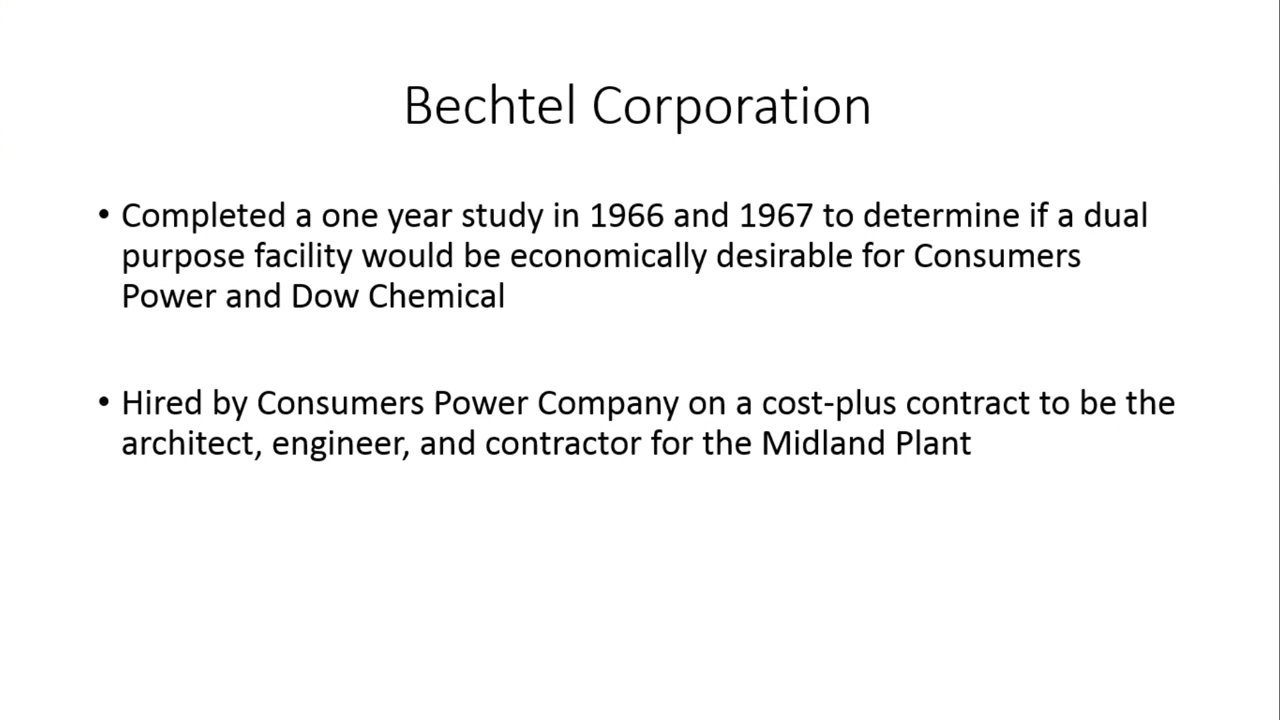 Bechtel Corporation
• Completed a one year study in 1966 and 1967 to determine if a dual
purpose facility would be economically desirable for Consumers
Power and Dow Chemical
• Hired by Consumers Power Company on a cost-plus contract to be the
architect, engineer, and contractor for the Midland Plant